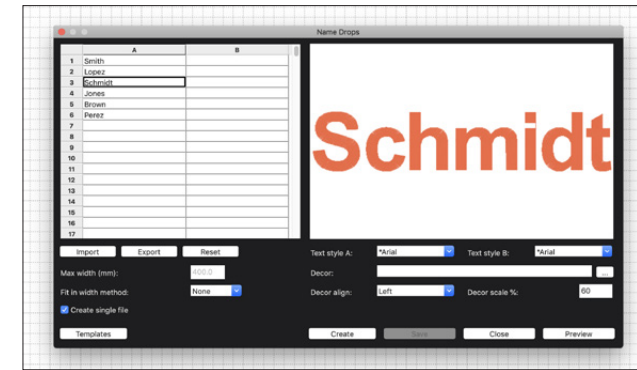 Name Drops
A B
1 Smith
2 Lopez
3 Schmidt
4 Jones
5 Brown
6 Perez
7
8
9
10
11
12
13
14
15
16
17
Schmidt
Import Export Reset
Text style A: *Arial Text style B: *Arial
Max width (mm): 400.0
Decor: ...
Fit in width method: None
Decor align: Left Decor scale %: 60
Create single file
Templates Create Save Close Preview